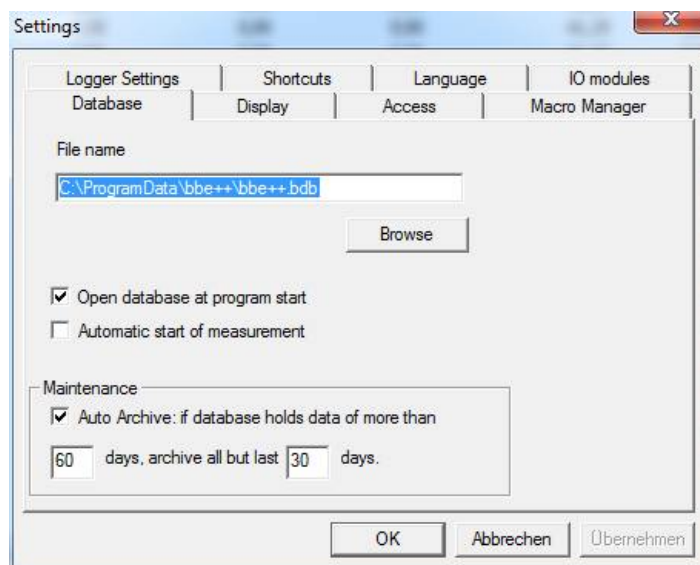 Settings
Logger Settings Shortcuts Language IO modules
Database Display Access Macro Manager
File name
C:\ProgramData\bbe++\bbe++.bdb
Browse
Open database at program start
Automatic start of measurement
Maintenance
Auto Archive: if database holds data of more than
60 days, archive all but last 30 days.
OK Abbrechen Übernehmen